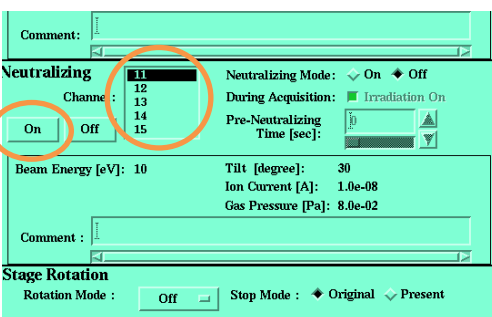 Comment:
Neutralizing
11
12
13
14
15
Channel:
On
Off
Neutralizing Mode: On Off
During Acquisition: Irradiation On
Pre-Neutralizing
Time [sec]:
0
Beam Energy [eV]: 10
Tilt [degree]: 30
Ion Current [A]: 1.0e-08
Gas Pressure [Pa]: 8.0e-02
Comment :
Stage Rotation
Rotation Mode : Off Stop Mode : Original Present